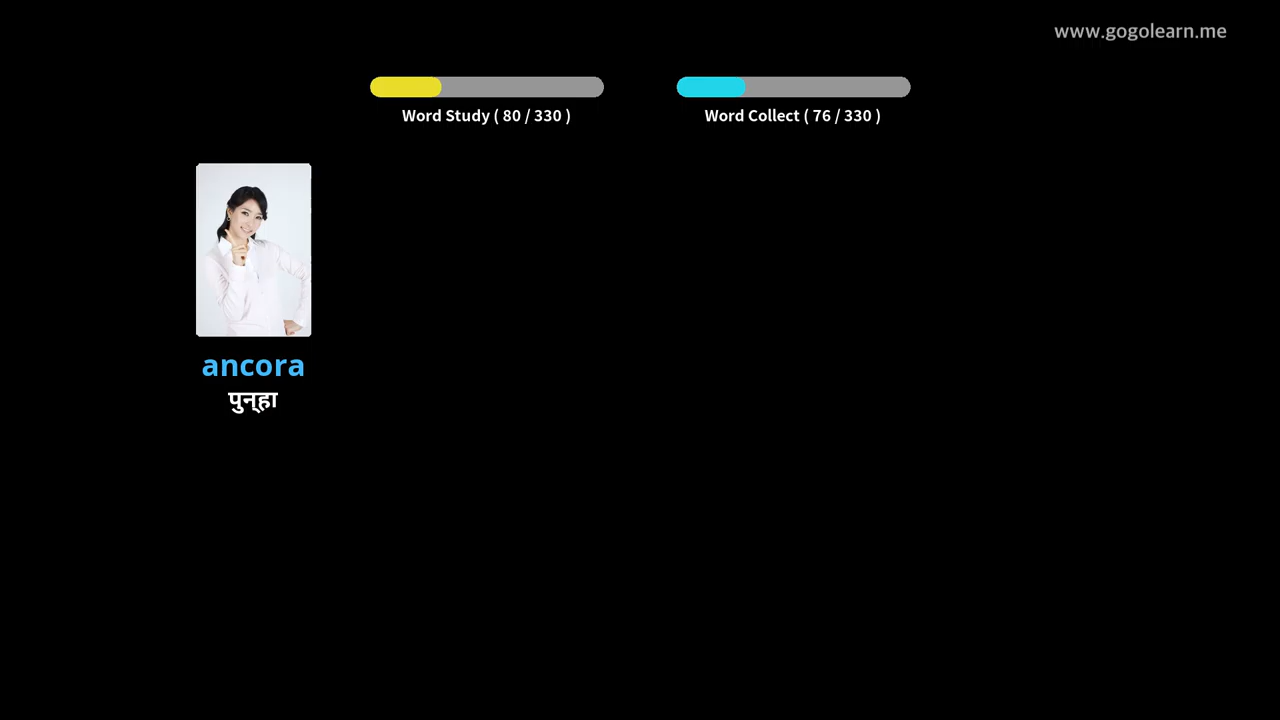 www.gogolearn.me
Word Study ( 80 / 330 )
Word Collect ( 76 / 330 )
ancora
पुन्हा